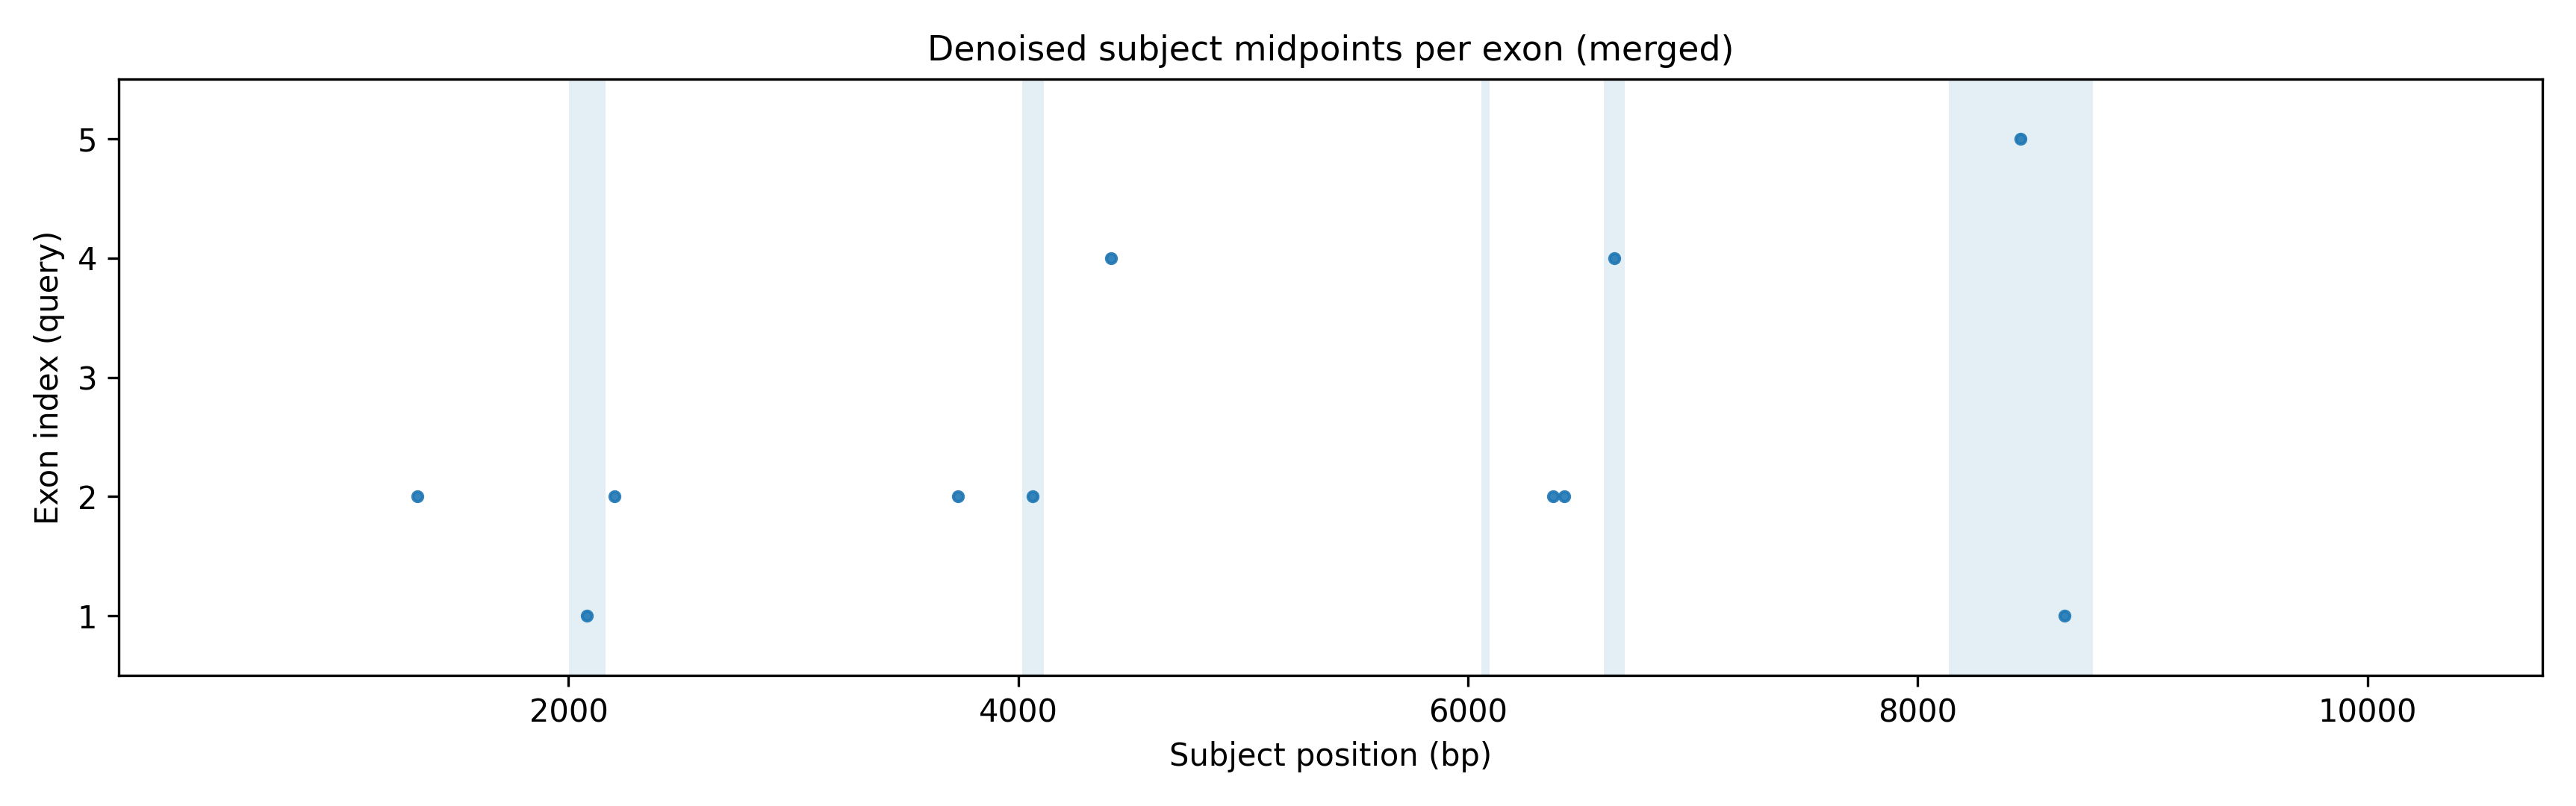 Denoised subject midpoints per exon (merged)
Exon index (query)
5
4
3
2
1
2000 4000 6000 8000 10000
Subject position (bp)